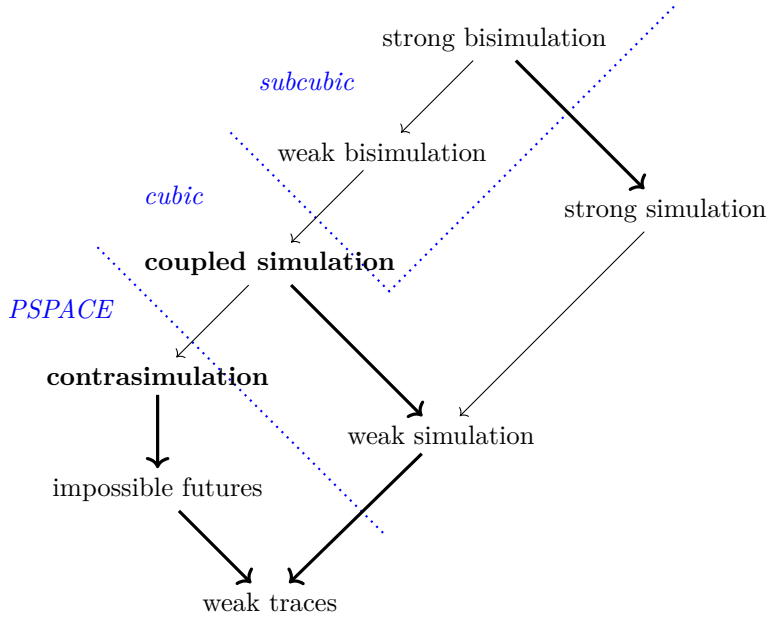 strong bisimulation
subcubic
weak bisimulation
cubic
strong simulation
coupled simulation
PSPACE
contrasimulation
weak simulation
impossible futures
weak traces